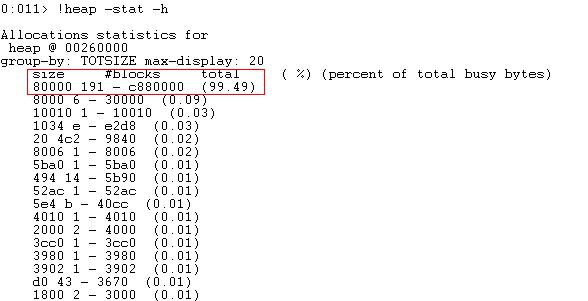 0:011> !heap -stat -h
Allocations statistics for
heap @ 00260000
group-by: TOTSIZE max-display: 20
size #blocks total ( %) (percent of total busy bytes)
80000 191 - c880000 (99.49)
8000 6 - 30000 (0.09)
10010 1 - 10010 (0.03)
1034 e - e2d8 (0.03)
20 4c2 - 9840 (0.02)
8006 1 - 8006 (0.02)
5ba0 1 - 5ba0 (0.01)
494 14 - 5b90 (0.01)
52ac 1 - 52ac (0.01)
5e4 b - 40cc (0.01)
4010 1 - 4010 (0.01)
2000 2 - 4000 (0.01)
3cc0 1 - 3cc0 (0.01)
3980 1 - 3980 (0.01)
3902 1 - 3902 (0.01)
d0 43 - 3670 (0.01)
1800 2 - 3000 (0.01)